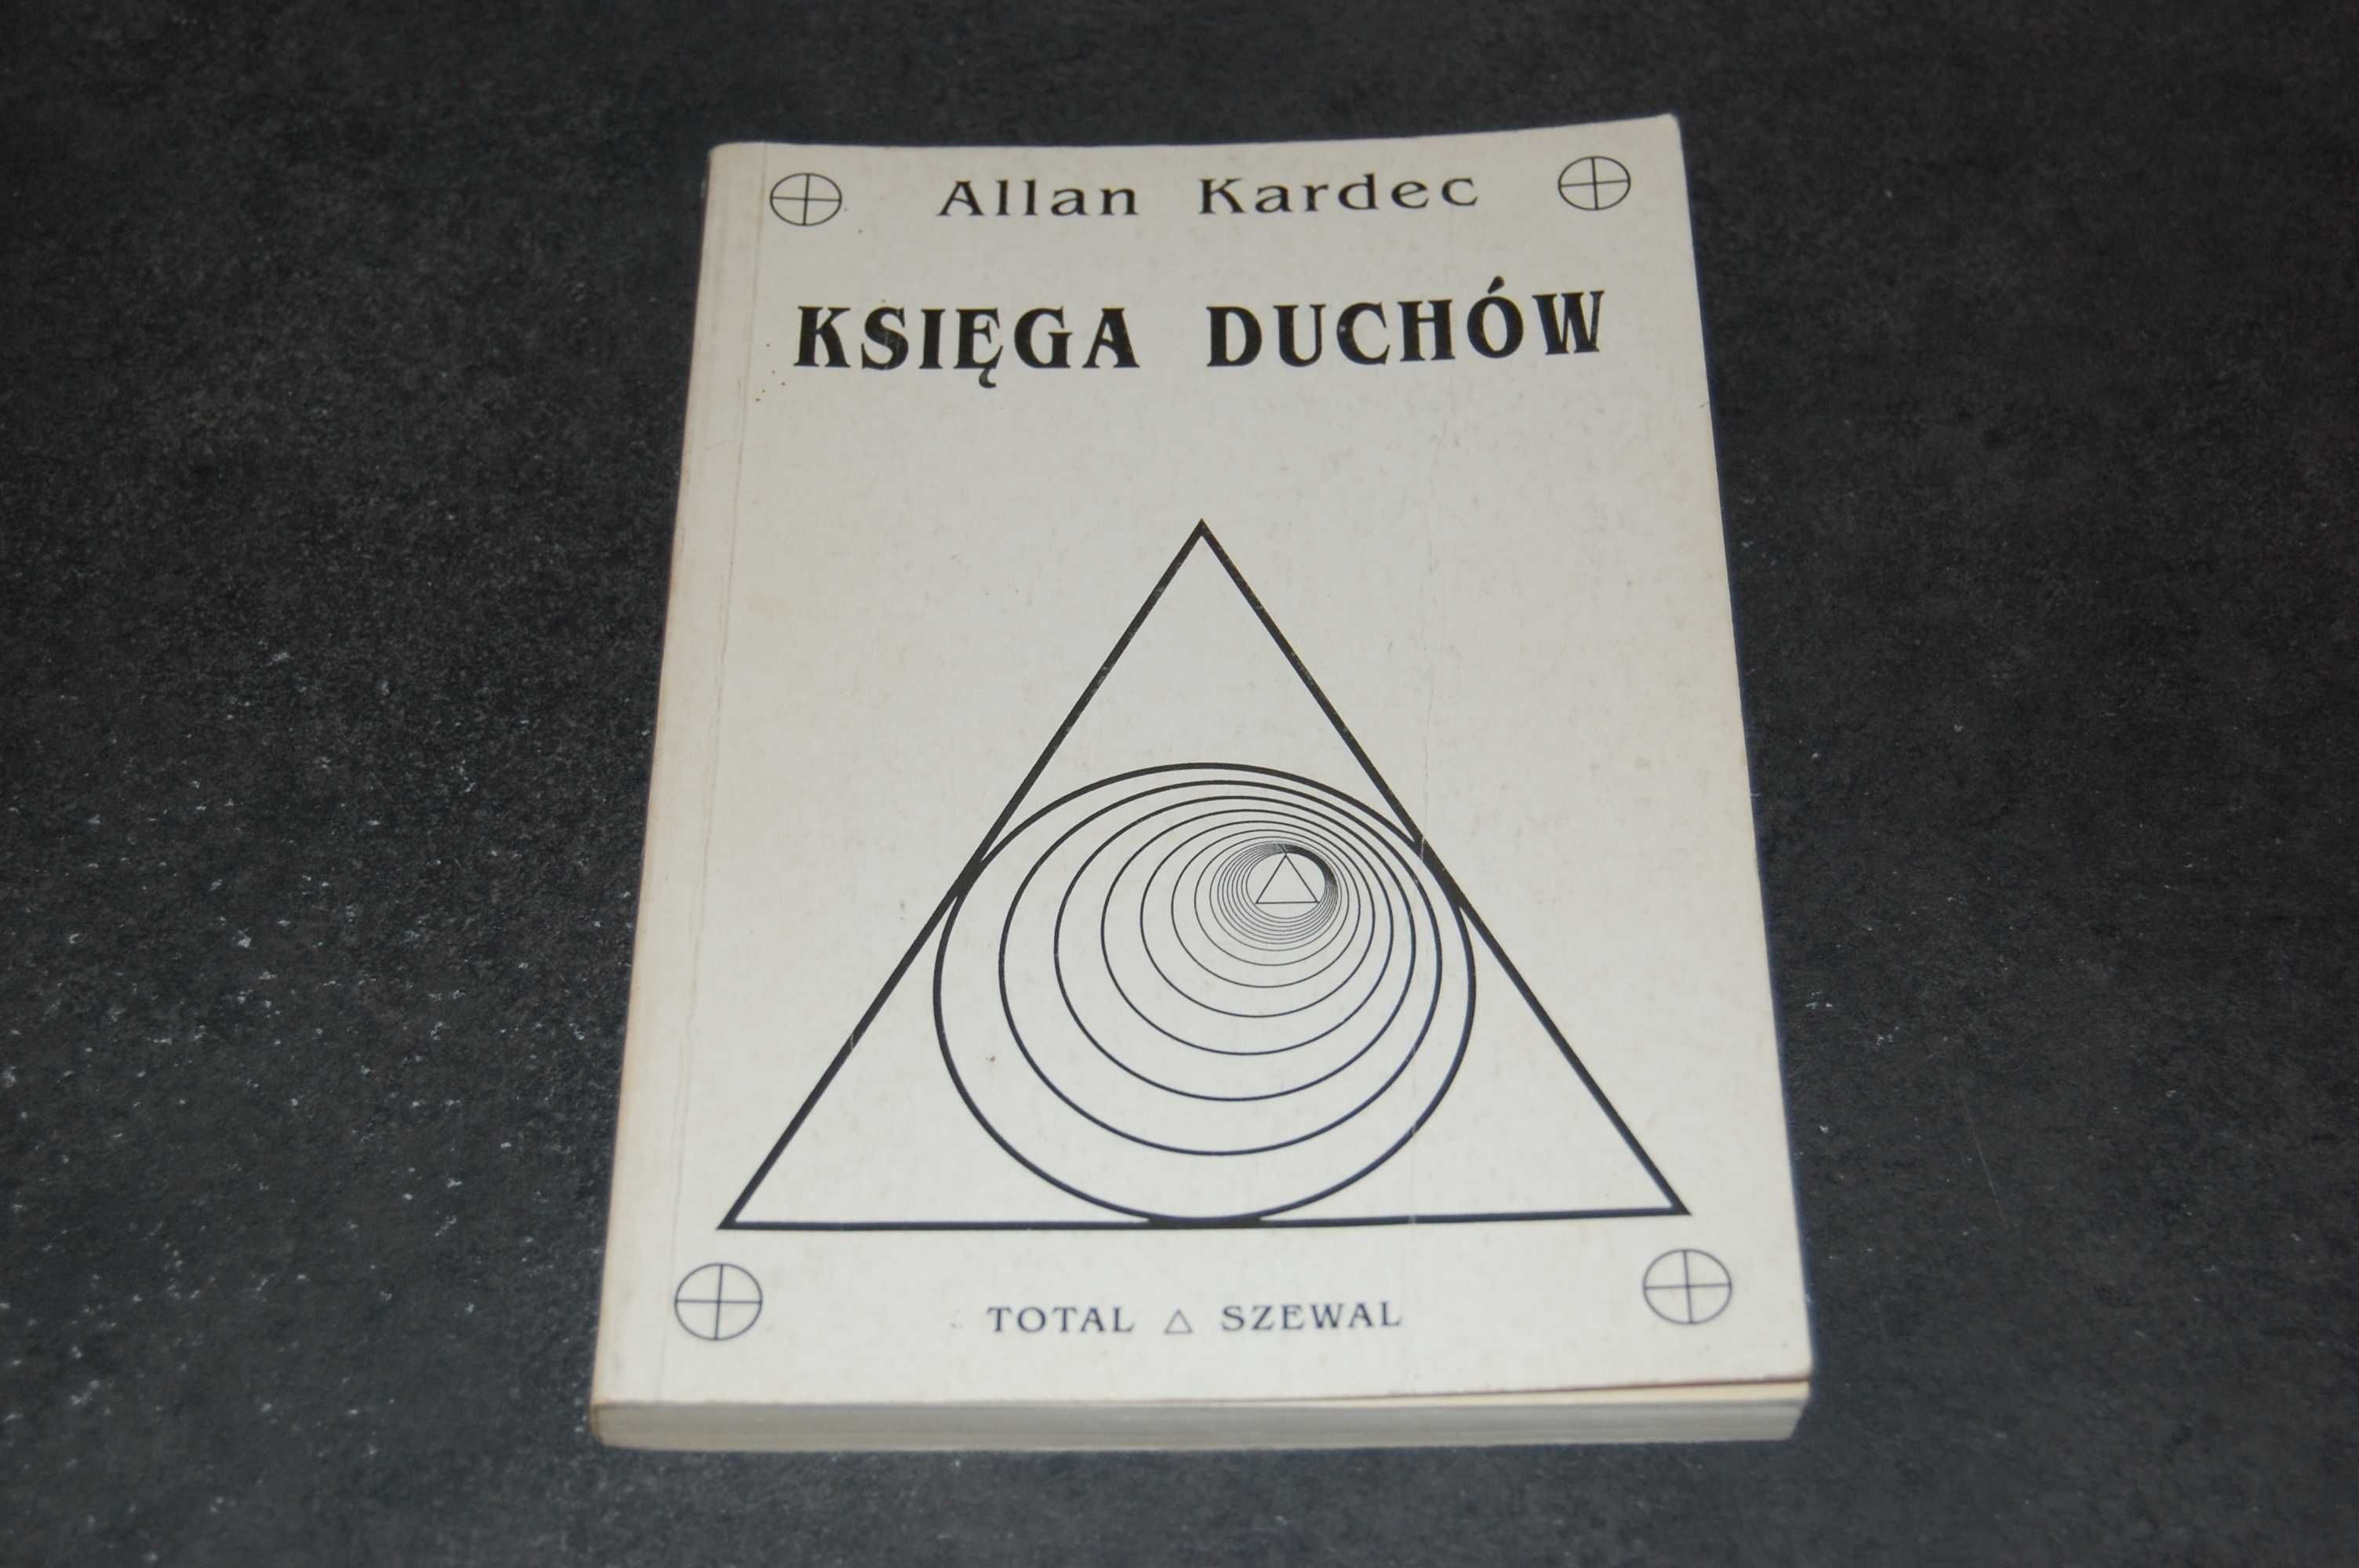 Allan Kardec
KSIĘGA DUCHÓW
TOTAL △ SZEWAL